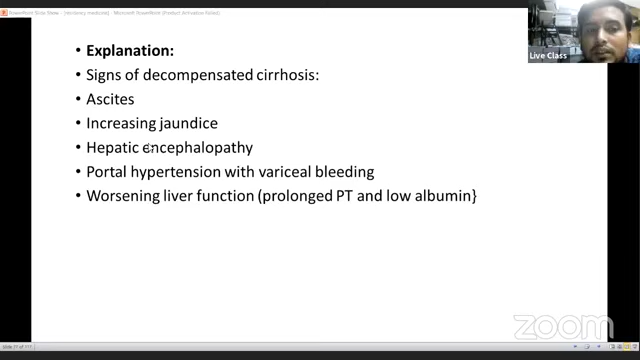 PowerPoint Slide Show - [residency medicine] - Microsoft PowerPoint (Product Activation Failed)
Live Class
• Explanation:
• Signs of decompensated cirrhosis:
• Ascites
• Increasing jaundice
• Hepatic encephalopathy
• Portal hypertension with variceal bleeding
• Worsening liver function (prolonged PT and low albumin}
zoom